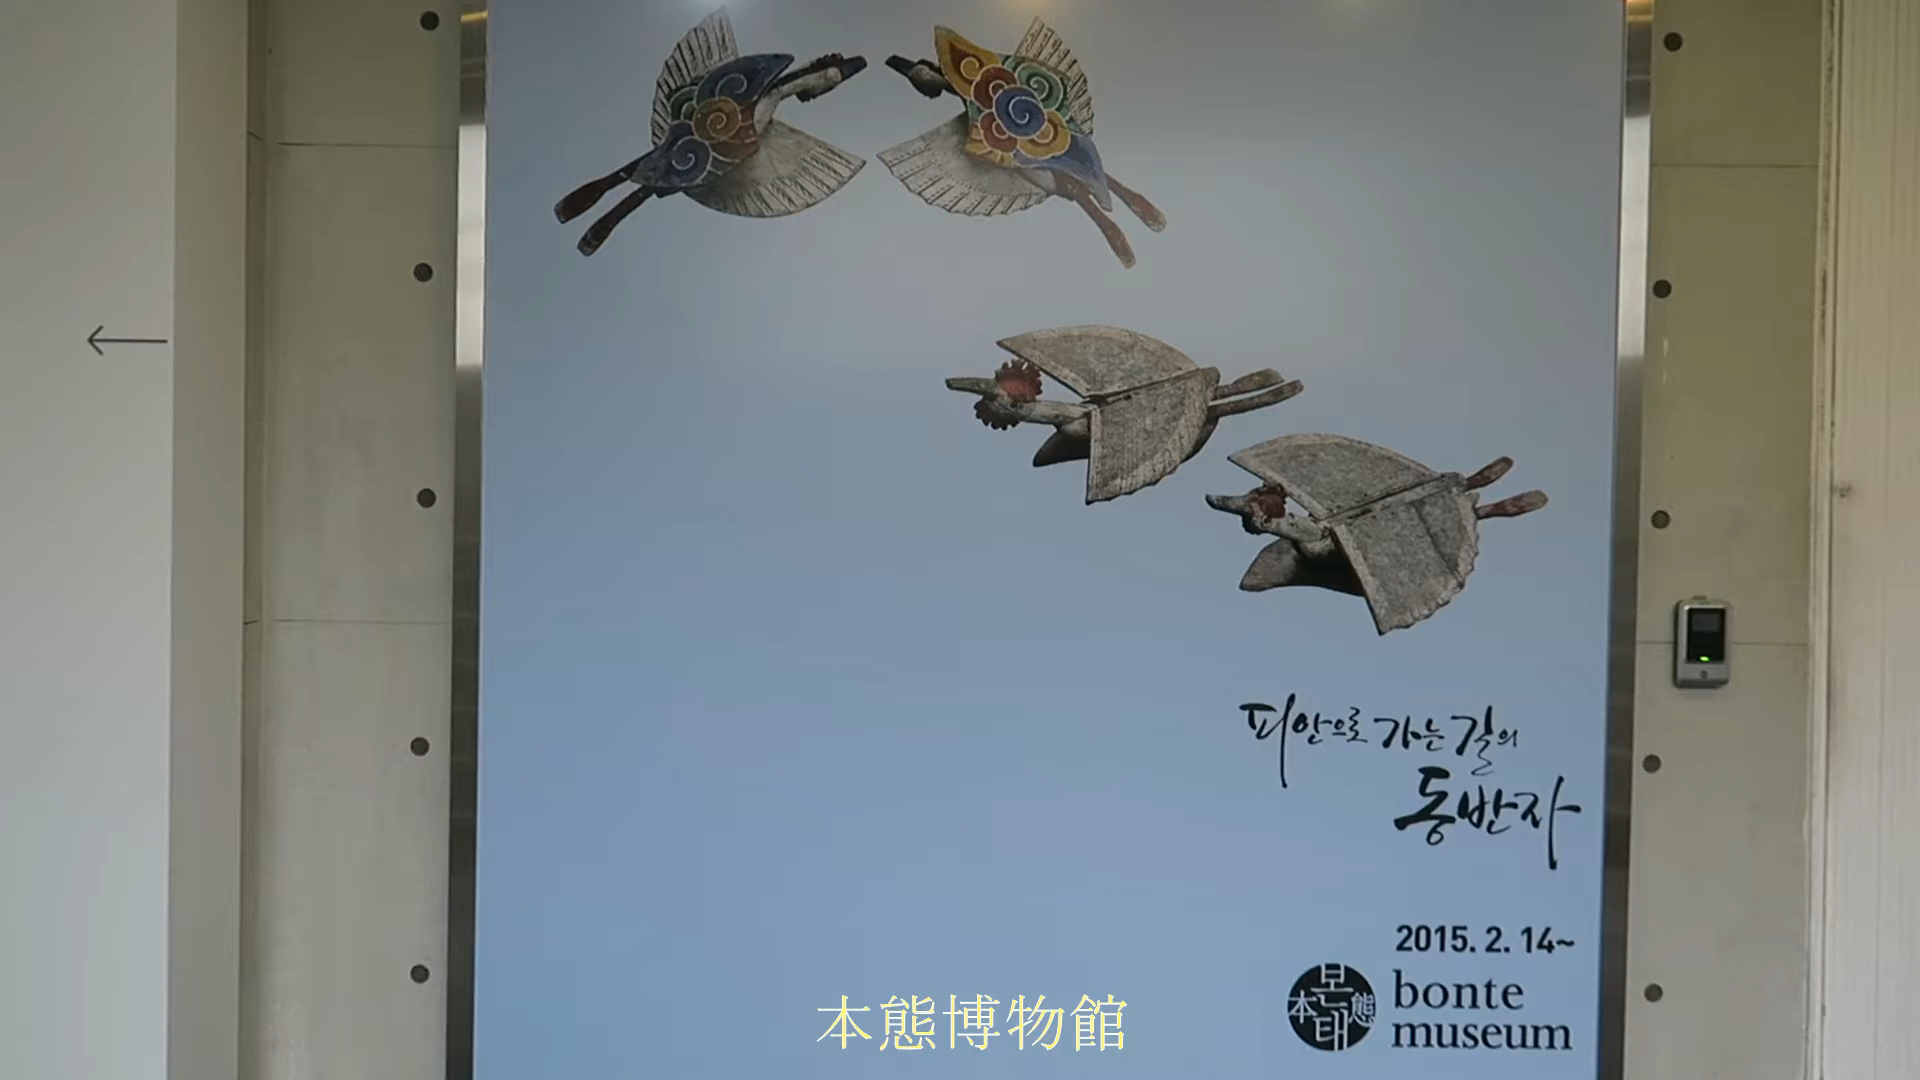 피안으로 가는 길의
동반자
2015. 2. 14~
본
本 態
태
bonte
museum
本態博物館